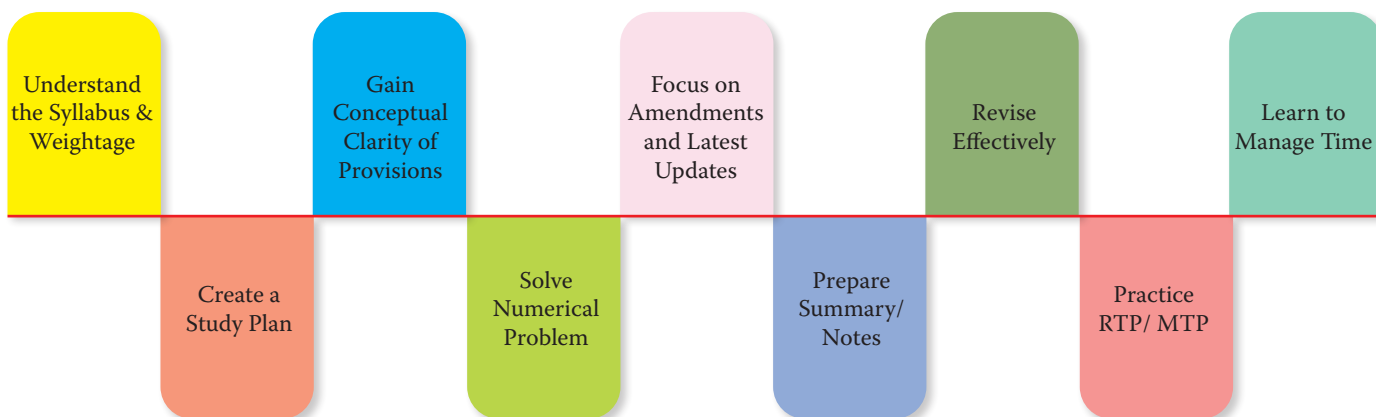 Understand
the Syllabus &
Weightage
Create a
Study Plan
Gain
Conceptual
Clarity of
Provisions
Solve
Numerical
Problem
Focus on
Amendments
and Latest
Updates
Prepare
Summary/
Notes
Revise
Effectively
Practice
RTP/ MTP
Learn to
Manage Time